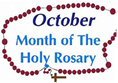 October
Month of The
Holy Rosary